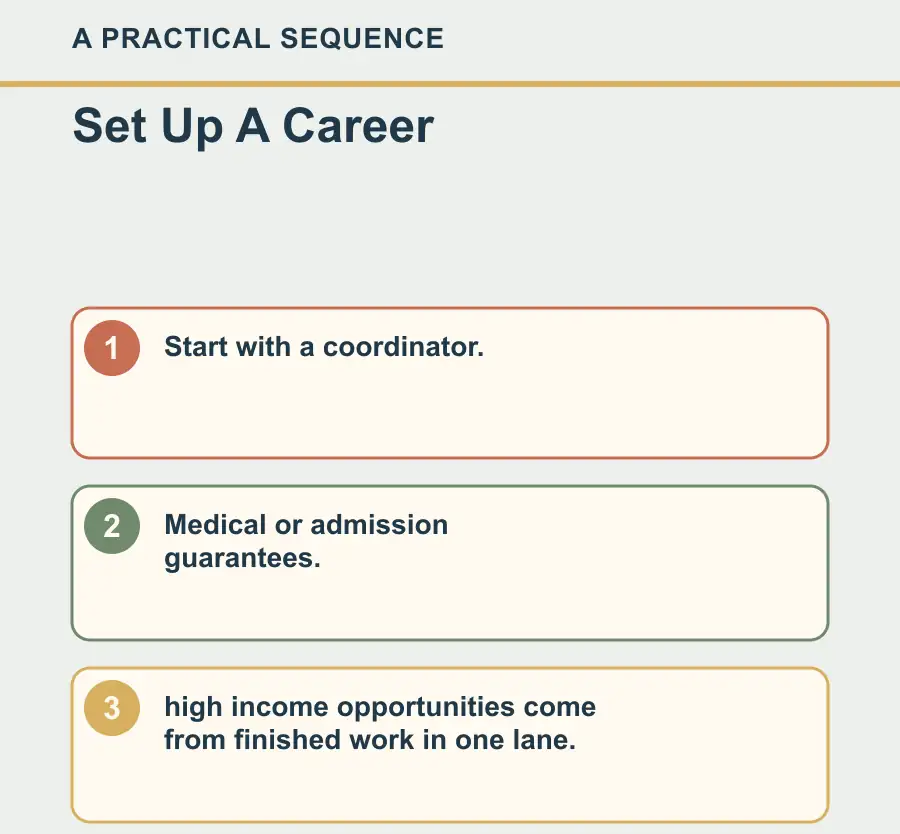 A PRACTICAL SEQUENCE
Set Up A Career
1
Start with a coordinator.
2
Medical or admission
guarantees.
3
high income opportunities come
from finished work in one lane.